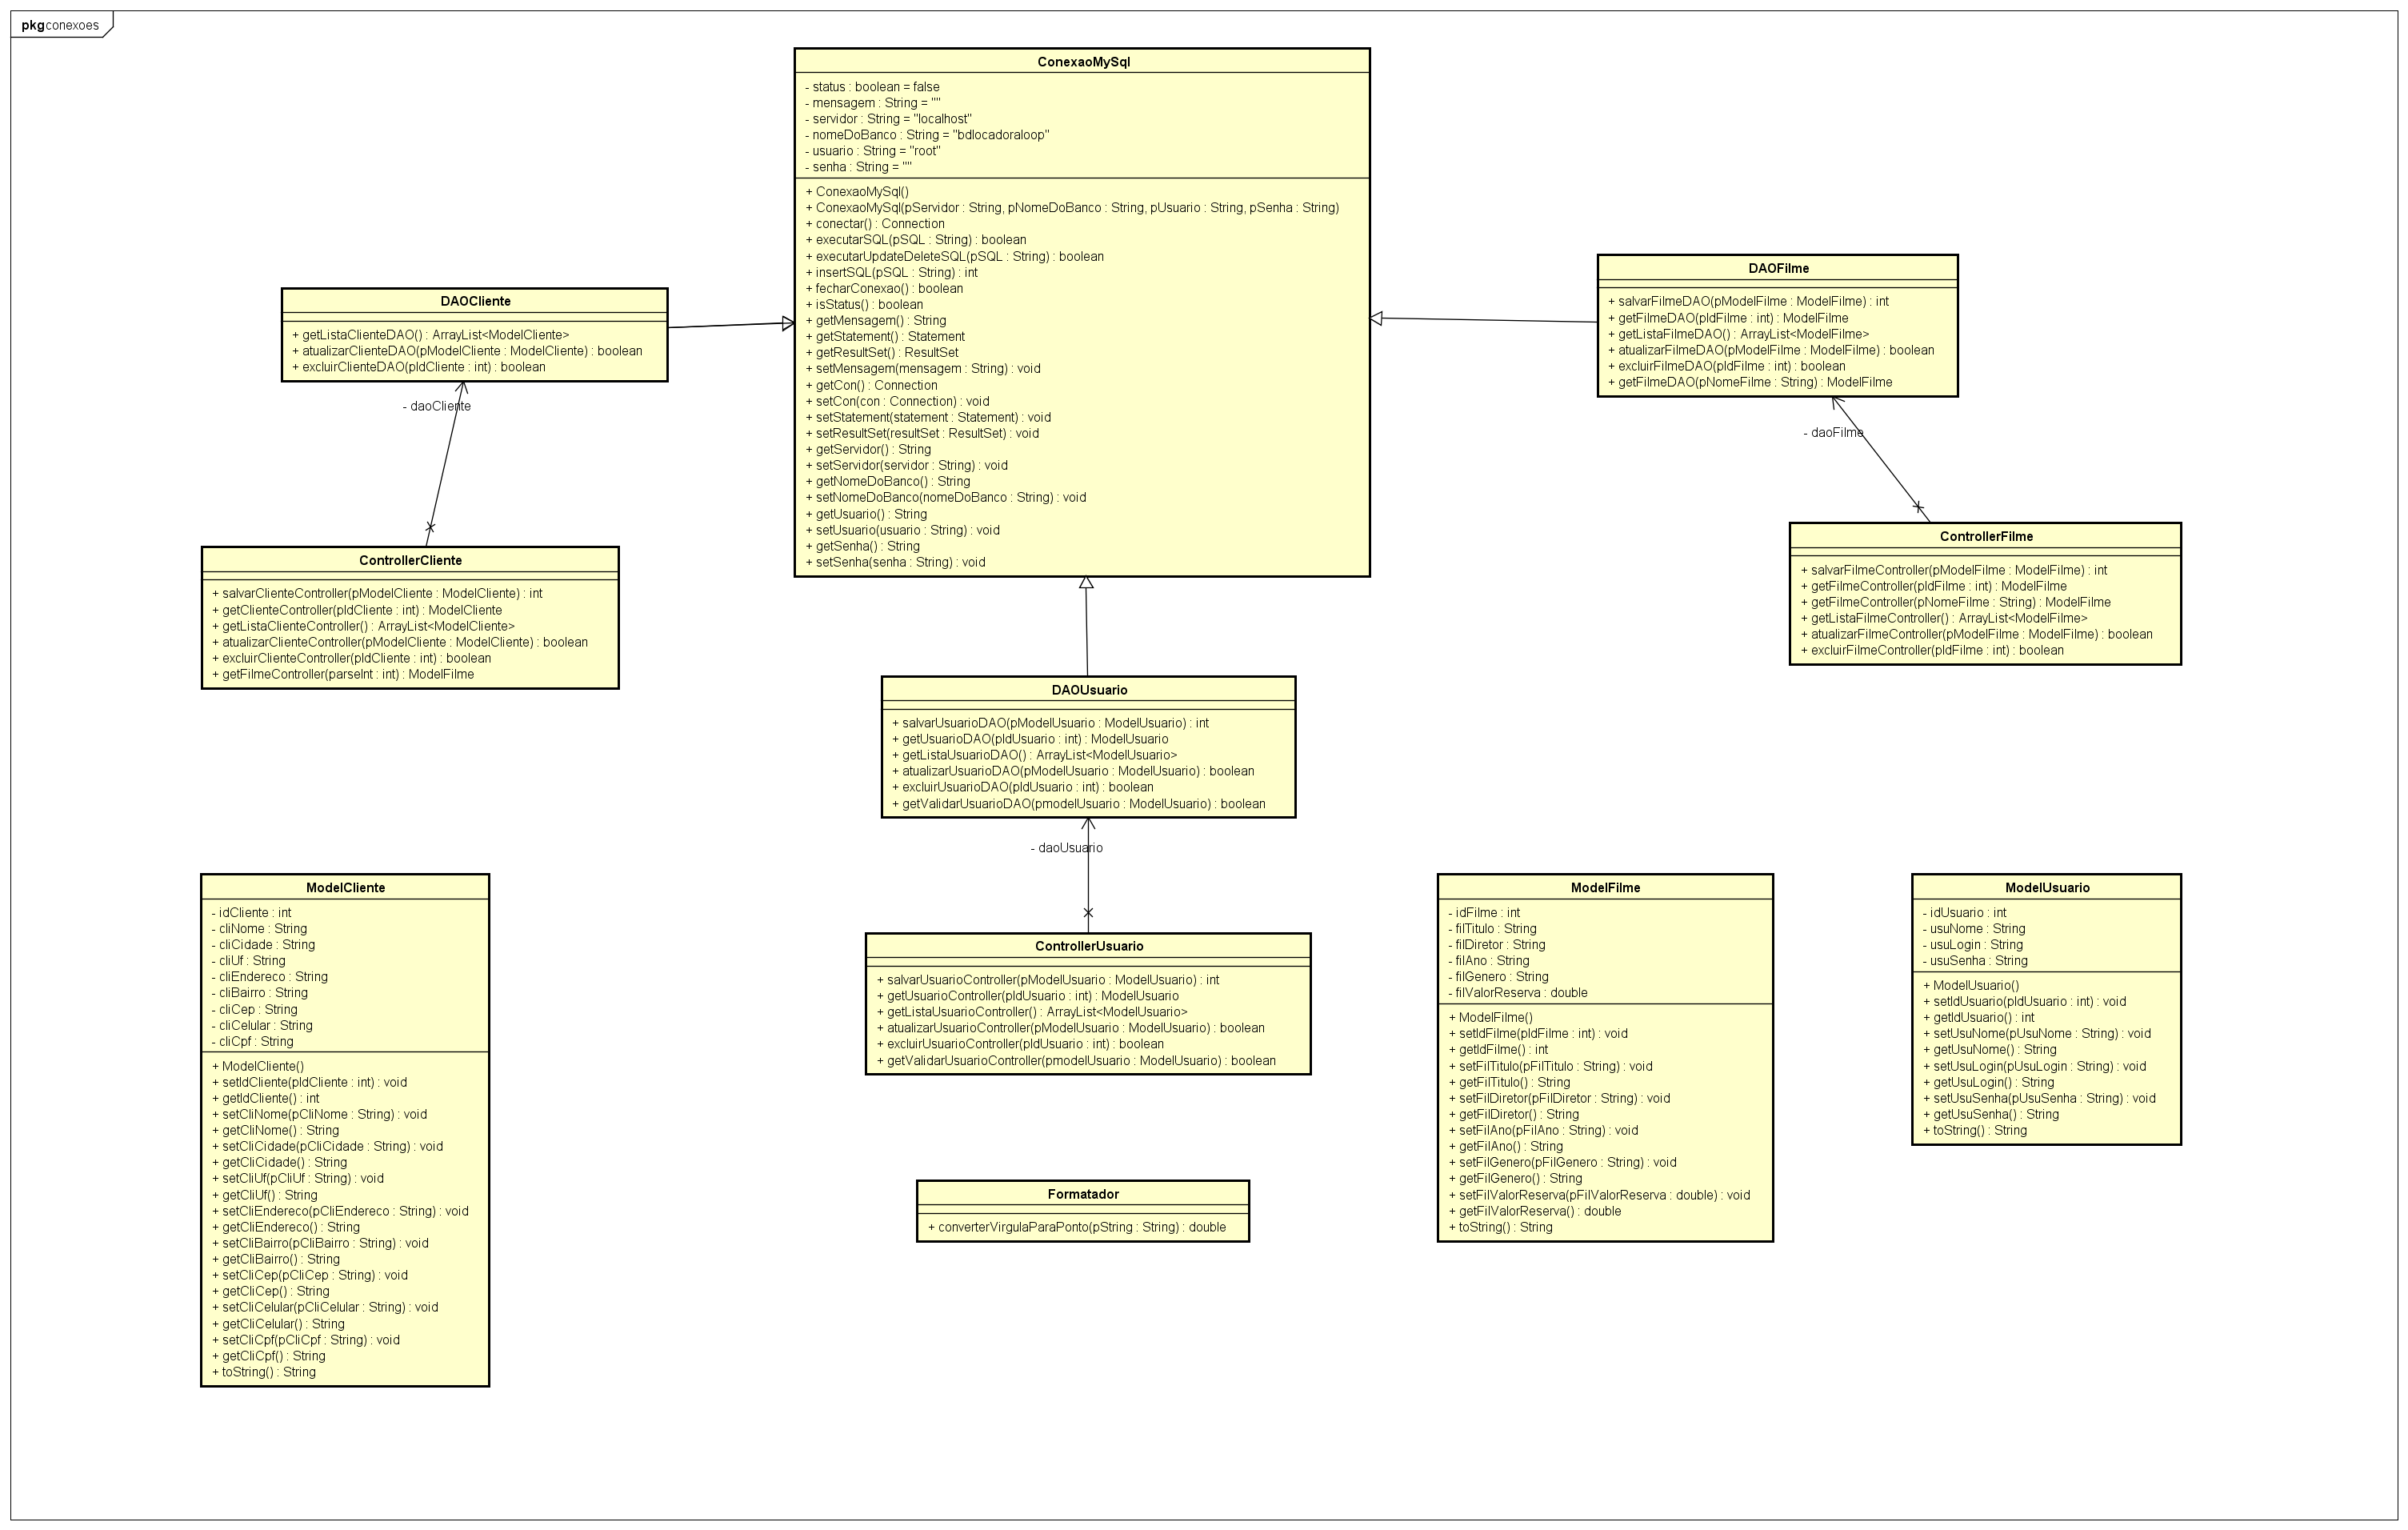 pkg conexoes
ConexaoMySql
- status : boolean = false
- mensagem : String = ""
- servidor : String = "localhost"
- nomeDoBanco : String = "bdlocadoraloop"
- usuario : String = "root"
- senha : String = ""
+ ConexaoMySql()
+ ConexaoMySql(pServidor : String, pNomeDoBanco : String, pUsuario : String, pSenha : String)
+ conectar() : Connection
+ executarSQL(pSQL : String) : boolean
+ executarUpdateDeleteSQL(pSQL : String) : boolean
+ insertSQL(pSQL : String) : int
+ fecharConexao() : boolean
+ isStatus() : boolean
+ getMensagem() : String
+ getStatement() : Statement
+ getResultSet() : ResultSet
+ setMensagem(mensagem : String) : void
+ getCon() : Connection
+ setCon(con : Connection) : void
+ setStatement(statement : Statement) : void
+ setResultSet(resultSet : ResultSet) : void
+ getServidor() : String
+ setServidor(servidor : String) : void
+ getNomeDoBanco() : String
+ setNomeDoBanco(nomeDoBanco : String) : void
+ getUsuario() : String
+ setUsuario(usuario : String) : void
+ getSenha() : String
+ setSenha(senha : String) : void
DAOCliente
+ getListaClienteDAO() : ArrayList<ModelCliente>
+ atualizarClienteDAO(pModelCliente : ModelCliente) : boolean
+ excluirClienteDAO(pIdCliente : int) : boolean
- daoCliente
DAOFilme
+ salvarFilmeDAO(pModelFilme : ModelFilme) : int
+ getFilmeDAO(pIdFilme : int) : ModelFilme
+ getListaFilmeDAO() : ArrayList<ModelFilme>
+ atualizarFilmeDAO(pModelFilme : ModelFilme) : boolean
+ excluirFilmeDAO(pIdFilme : int) : boolean
+ getFilmeDAO(pNomeFilme : String) : ModelFilme
- daoFilme
ControllerCliente
+ salvarClienteController(pModelCliente : ModelCliente) : int
+ getClienteController(pIdCliente : int) : ModelCliente
+ getListaClienteController() : ArrayList<ModelCliente>
+ atualizarClienteController(pModelCliente : ModelCliente) : boolean
+ excluirClienteController(pIdCliente : int) : boolean
+ getFilmeController(parseInt : int) : ModelFilme
ControllerFilme
+ salvarFilmeController(pModelFilme : ModelFilme) : int
+ getFilmeController(pIdFilme : int) : ModelFilme
+ getFilmeController(pNomeFilme : String) : ModelFilme
+ getListaFilmeController() : ArrayList<ModelFilme>
+ atualizarFilmeController(pModelFilme : ModelFilme) : boolean
+ excluirFilmeController(pIdFilme : int) : boolean
DAOUsuario
+ salvarUsuarioDAO(pModelUsuario : ModelUsuario) : int
+ getUsuarioDAO(pIdUsuario : int) : ModelUsuario
+ getListaUsuarioDAO() : ArrayList<ModelUsuario>
+ atualizarUsuarioDAO(pModelUsuario : ModelUsuario) : boolean
+ excluirUsuarioDAO(pIdUsuario : int) : boolean
+ getValidarUsuarioDAO(pmodelUsuario : ModelUsuario) : boolean
- daoUsuario
ControllerUsuario
+ salvarUsuarioController(pModelUsuario : ModelUsuario) : int
+ getUsuarioController(pIdUsuario : int) : ModelUsuario
+ getListaUsuarioController() : ArrayList<ModelUsuario>
+ atualizarUsuarioController(pModelUsuario : ModelUsuario) : boolean
+ excluirUsuarioController(pIdUsuario : int) : boolean
+ getValidarUsuarioController(pmodelUsuario : ModelUsuario) : boolean
ModelCliente
- idCliente : int
- cliNome : String
- cliCidade : String
- cliUf : String
- cliEndereco : String
- cliBairro : String
- cliCep : String
- cliCelular : String
- cliCpf : String
+ ModelCliente()
+ setIdCliente(pIdCliente : int) : void
+ getIdCliente() : int
+ setCliNome(pCliNome : String) : void
+ getCliNome() : String
+ setCliCidade(pCliCidade : String) : void
+ getCliCidade() : String
+ setCliUf(pCliUf : String) : void
+ getCliUf() : String
+ setCliEndereco(pCliEndereco : String) : void
+ getCliEndereco() : String
+ setCliBairro(pCliBairro : String) : void
+ getCliBairro() : String
+ setCliCep(pCliCep : String) : void
+ getCliCep() : String
+ setCliCelular(pCliCelular : String) : void
+ getCliCelular() : String
+ setCliCpf(pCliCpf : String) : void
+ getCliCpf() : String
+ toString() : String
Formatador
+ converterVirgulaParaPonto(pString : String) : double
ModelFilme
- idFilme : int
- filTitulo : String
- filDiretor : String
- filAno : String
- filGenero : String
- filValorReserva : double
+ ModelFilme()
+ setIdFilme(pIdFilme : int) : void
+ getIdFilme() : int
+ setFilTitulo(pFilTitulo : String) : void
+ getFilTitulo() : String
+ setFilDiretor(pFilDiretor : String) : void
+ getFilDiretor() : String
+ setFilAno(pFilAno : String) : void
+ getFilAno() : String
+ setFilGenero(pFilGenero : String) : void
+ getFilGenero() : String
+ setFilValorReserva(pFilValorReserva : double) : void
+ getFilValorReserva() : double
+ toString() : String
ModelUsuario
- idUsuario : int
- usuNome : String
- usuLogin : String
- usuSenha : String
+ ModelUsuario()
+ setIdUsuario(pIdUsuario : int) : void
+ getIdUsuario() : int
+ setUsuNome(pUsuNome : String) : void
+ getUsuNome() : String
+ setUsuLogin(pUsuLogin : String) : void
+ getUsuLogin() : String
+ setUsuSenha(pUsuSenha : String) : void
+ getUsuSenha() : String
+ toString() : String